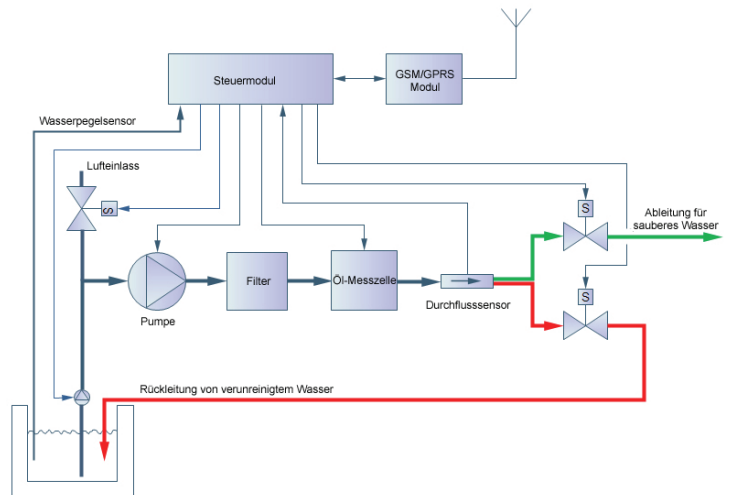 Steuermodul
GSM/GPRS
Modul
Wasserpegelsensor
Lufteinlass
S
S
Ableitung für
sauberes Wasser
Pumpe
Filter
Öl-Messzelle
Durchflusssensor
S
Rückleitung von verunreinigtem Wasser